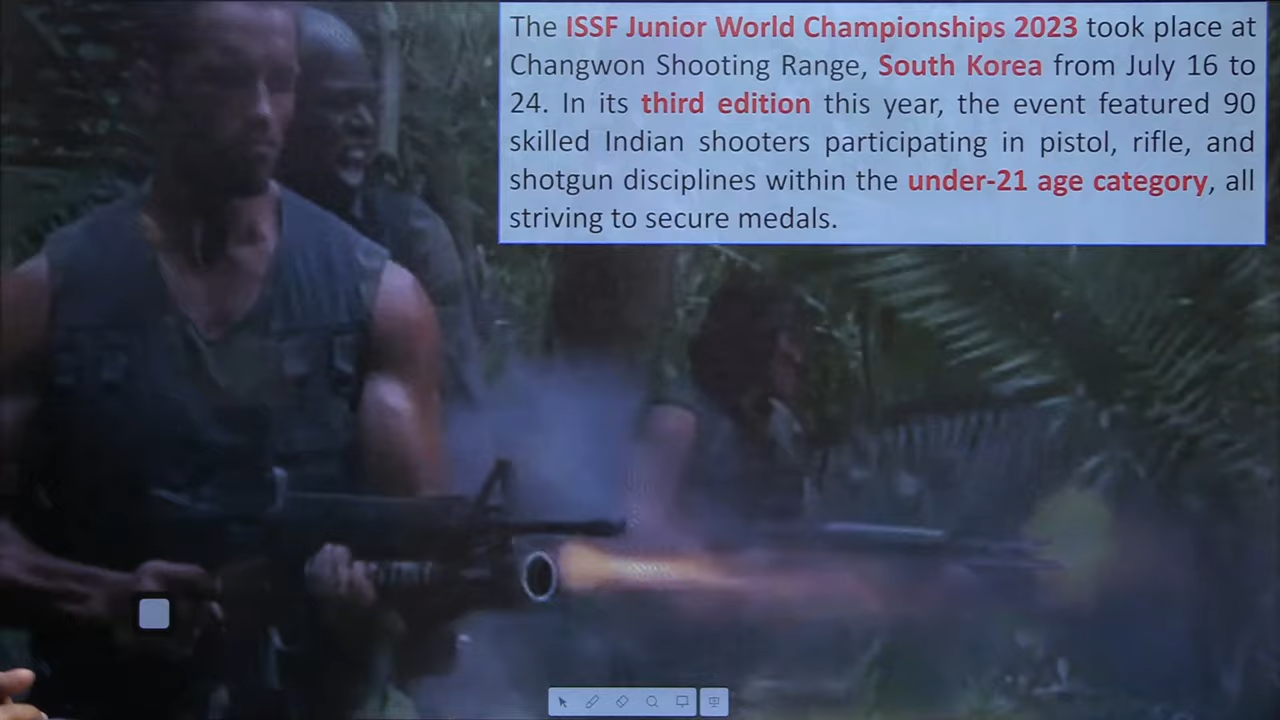 The ISSF Junior World Championships 2023 took place at
Changwon Shooting Range, South Korea from July 16 to
24. In its third edition this year, the event featured 90
skilled Indian shooters participating in pistol, rifle, and
shotgun disciplines within the under-21 age category, all
striving to secure medals.